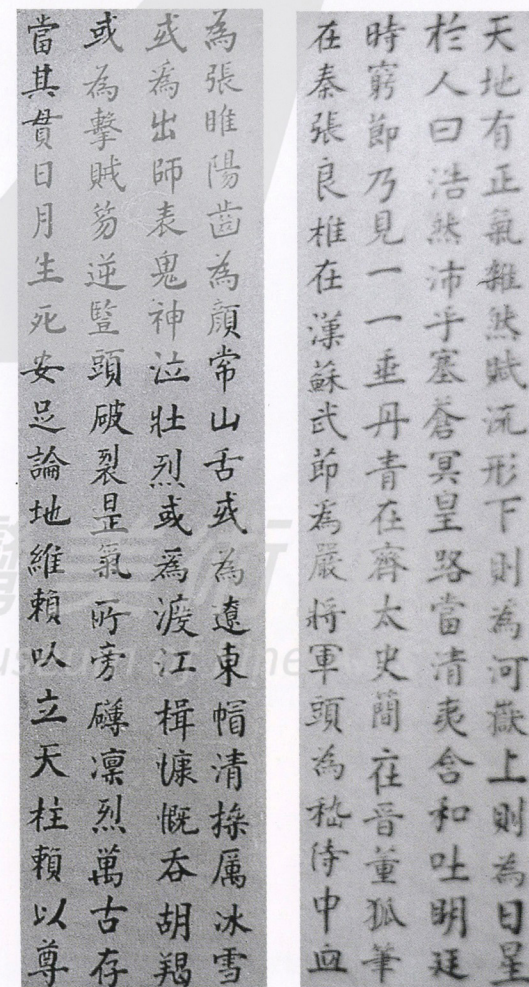 天地有正氣雜然賦流形下則為河嶽上則為日星
於人曰浩然沛乎塞蒼冥皇路當清夷含和吐明廷
時窮節乃見一一垂丹青在齊太史簡在晉董狐筆
在秦張良椎在漢蘇武節為嚴將軍頭為嵇侍中血
為張睢陽齒為顏常山舌或為遼東帽清操厲冰雪
或為出師表鬼神泣壯烈或為渡江楫慷慨吞胡羯
或為擊賊笏逆豎頭破裂是氣所旁礴凜烈萬古存
當其貫日月生死安足論地維賴以立天柱賴以尊